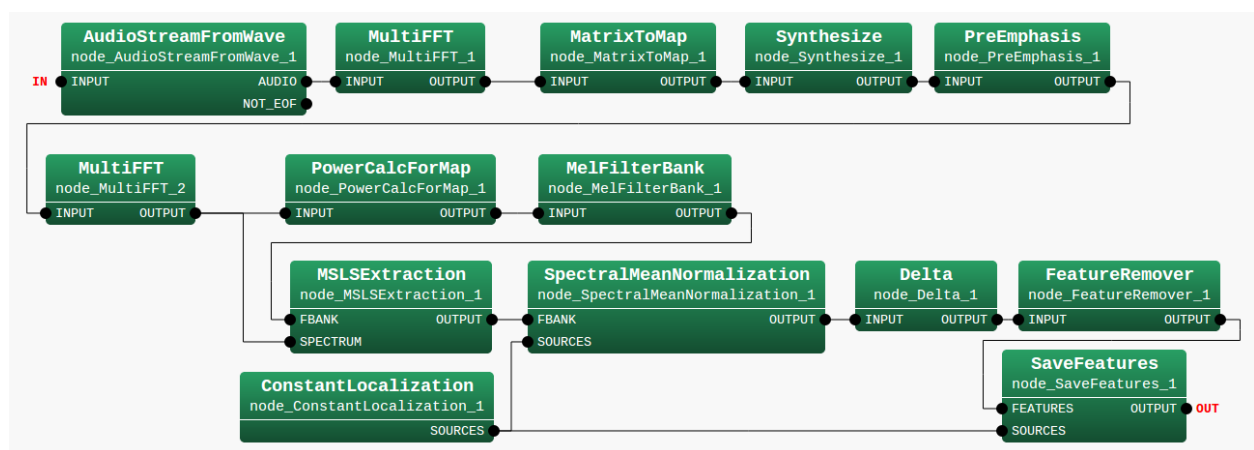 AudioStreamFromWave
node_AudioStreamFromWave_1
IN INPUT AUDIO
NOT_EOF
MultiFFT
node_MultiFFT_1
INPUT OUTPUT
MatrixToMap
node_MatrixToMap_1
INPUT OUTPUT
Synthesize
node_Synthesize_1
INPUT OUTPUT
PreEmphasis
node_PreEmphasis_1
INPUT OUTPUT
MultiFFT
node_MultiFFT_2
INPUT OUTPUT
PowerCalcForMap
node_PowerCalcForMap_1
INPUT OUTPUT
MelFilterBank
node_MelFilterBank_1
INPUT OUTPUT
MSLSExtraction
node_MSLSExtraction_1
FBANK OUTPUT
SPECTRUM
SpectralMeanNormalization
node_SpectralMeanNormalization_1
FBANK OUTPUT
SOURCES
Delta
node_Delta_1
INPUT OUTPUT
FeatureRemover
node_FeatureRemover_1
INPUT OUTPUT
ConstantLocalization
node_ConstantLocalization_1
SOURCES
SaveFeatures
node_SaveFeatures_1
FEATURES OUTPUT OUT
SOURCES